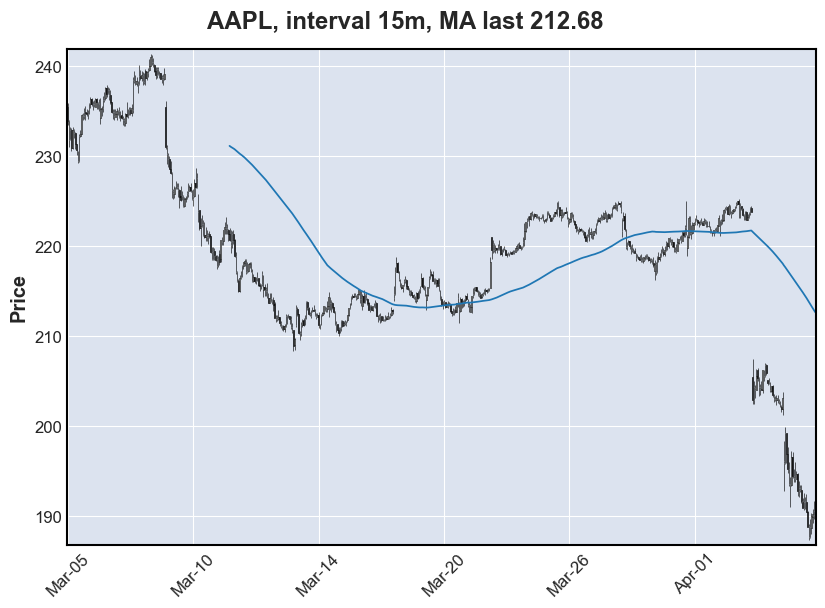 AAPL, interval 15m, MA last 212.68
240
230
220
210
200
190
Price
Mar-05
Mar-10
Mar-14
Mar-20
Mar-26
Apr-01